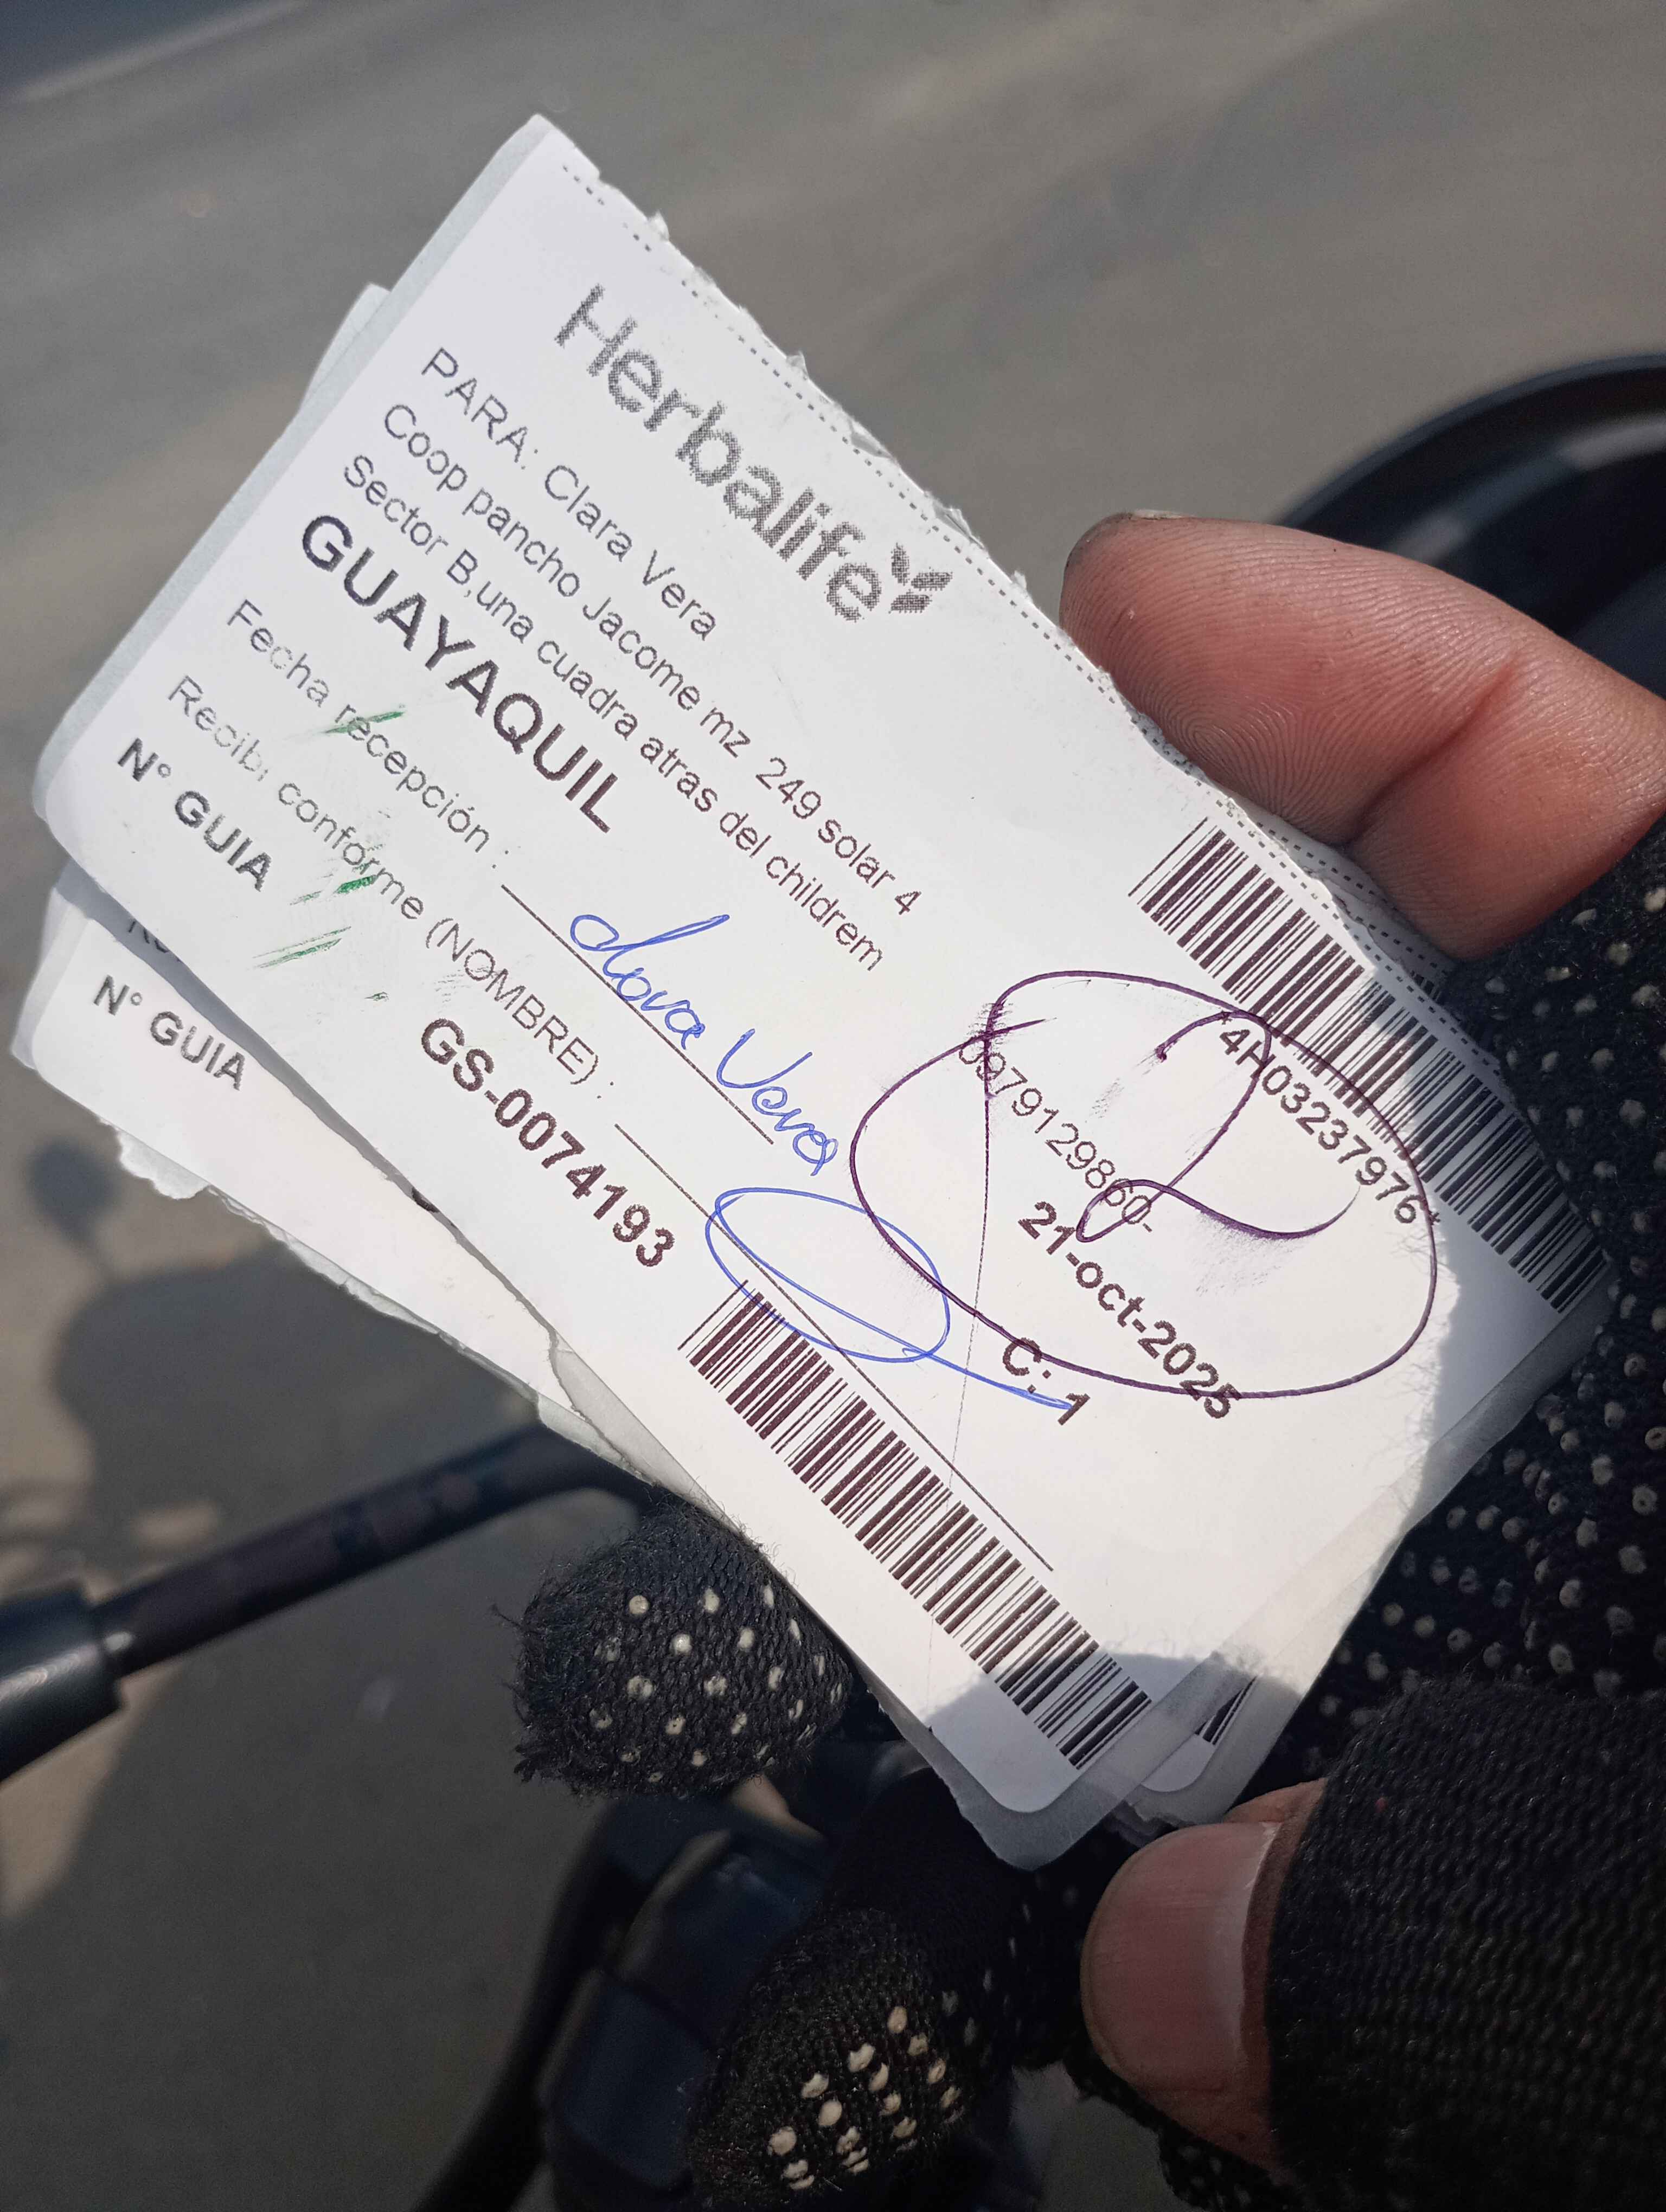 Herbalife
*4H03237976*
PARA: Clara Vera
Coop pancho Jacome mz 249 solar 4
Sector B,una cuadra atras del childrem
0979129860-
GUAYAQUIL
21-oct-2025
Fecha recepción :
C: 1
Vera
Recibi conforme (NOMBRE) :
N° GUIA
GS-0074193
N° GUIA